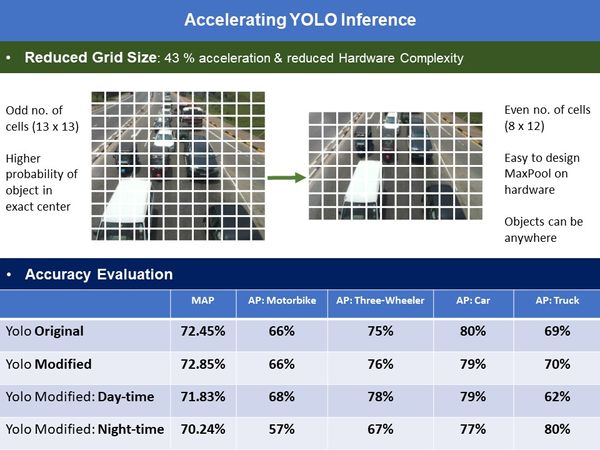 Accelerating YOLO Inference
• Reduced Grid Size: 43 % acceleration & reduced Hardware Complexity
Odd no. of
cells (13 x 13)
Higher
probability of
object in
exact center
Even no. of cells
(8 x 12)
Easy to design
MaxPool on
hardware
Objects can be
anywhere
• Accuracy Evaluation
MAP AP: Motorbike AP: Three-Wheeler AP: Car AP: Truck
Yolo Original 72.45% 66% 75% 80% 69%
Yolo Modified 72.85% 66% 76% 79% 70%
Yolo Modified: Day-time 71.83% 68% 78% 79% 62%
Yolo Modified: Night-time 70.24% 57% 67% 77% 80%